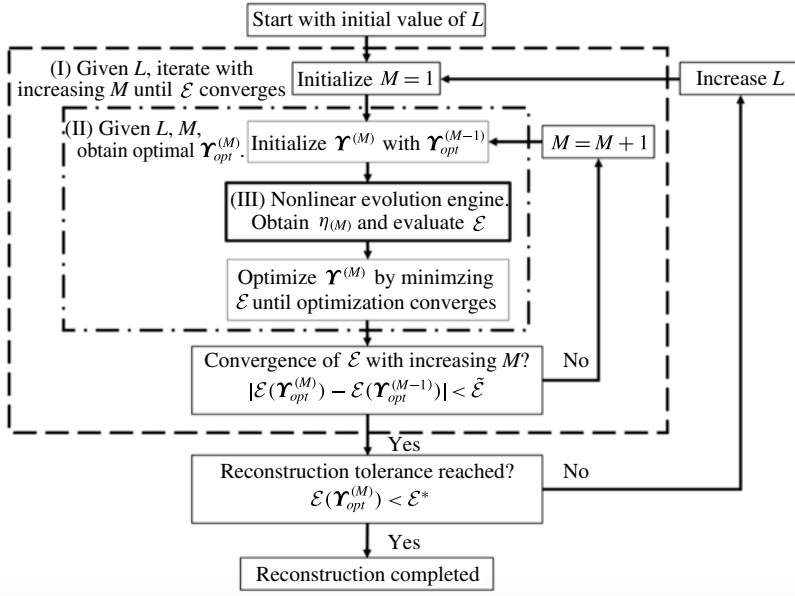 Start with initial value of L
(I) Given L, iterate with
increasing M until ℰ converges
Initialize M = 1
Increase L
(II) Given L, M,
obtain optimal ϒ_opt^(M).
Initialize ϒ^(M) with ϒ_opt^(M−1)
M = M + 1
(III) Nonlinear evolution engine.
Obtain η_(M) and evaluate ℰ
Optimize ϒ^(M) by minimzing
ℰ until optimization converges
Convergence of ℰ with increasing M?
|ℰ(ϒ_opt^(M)) − ℰ(ϒ_opt^(M−1))| < ℰ̃
No
Yes
Reconstruction tolerance reached?
ℰ(ϒ_opt^(M)) < ℰ*
No
Yes
Reconstruction completed